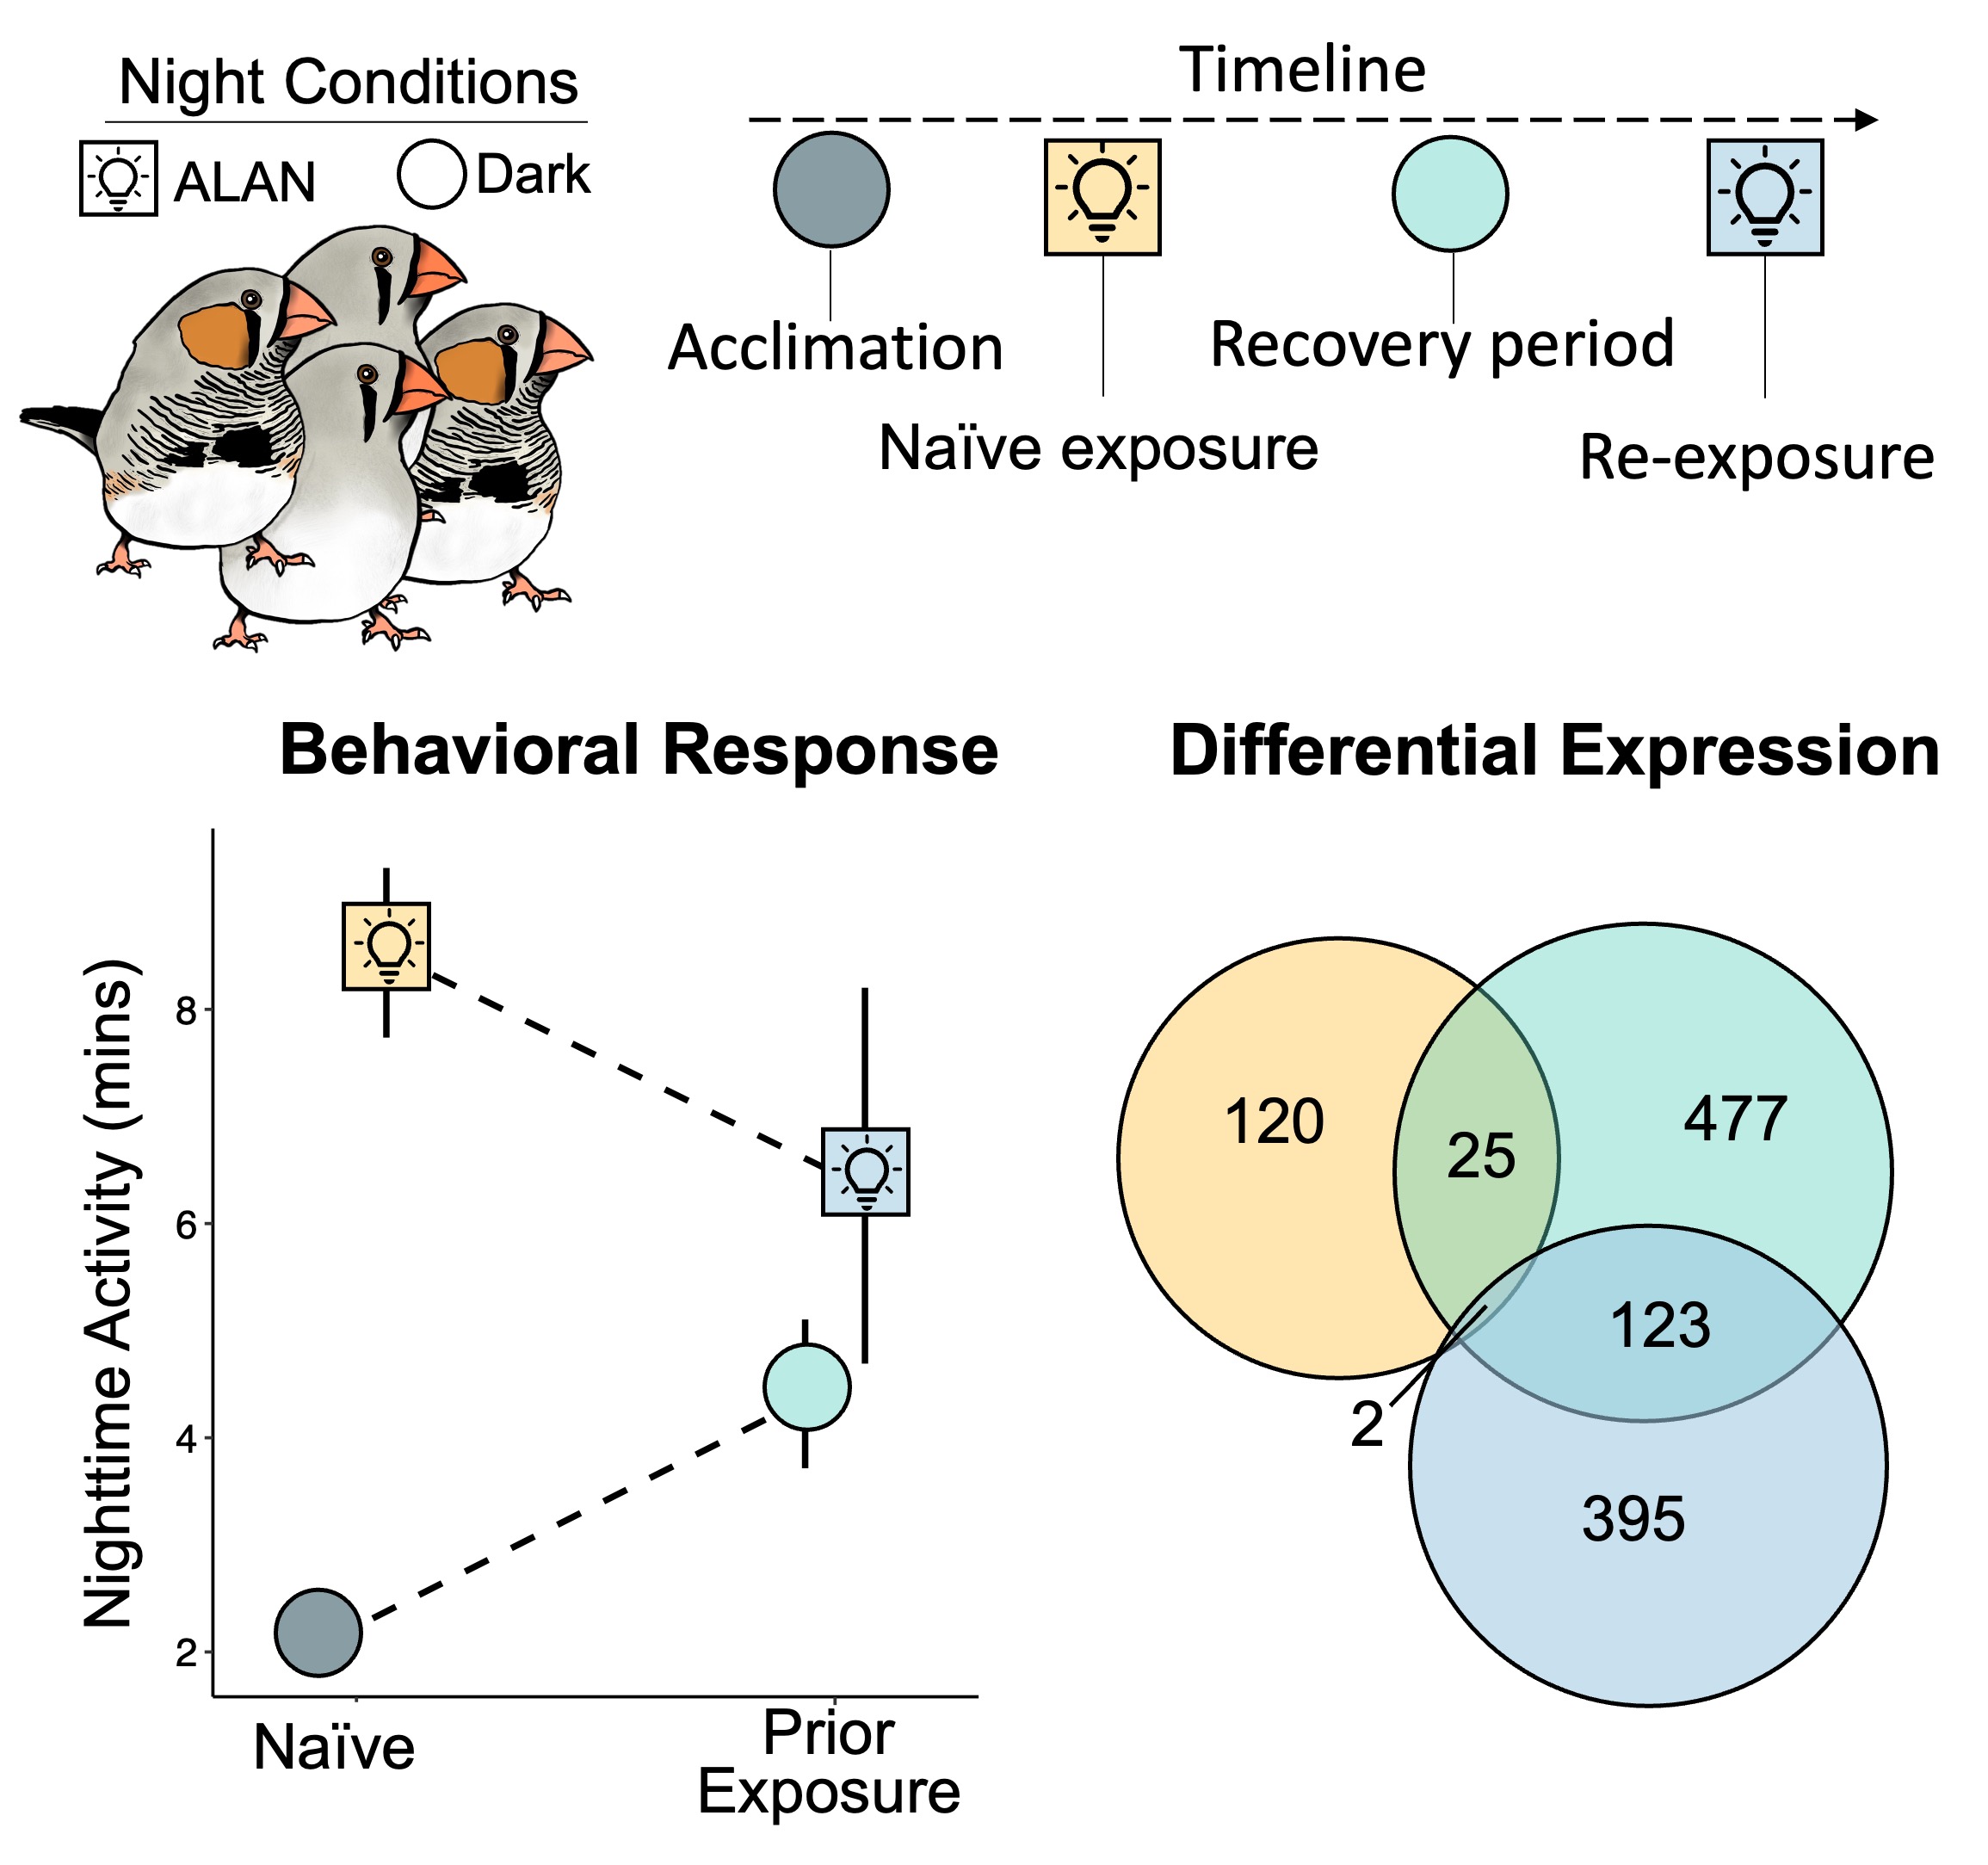 Night Conditions
ALAN
Dark
Timeline
Acclimation
Naïve exposure
Recovery period
Re-exposure
Behavioral Response
Nighttime Activity (mins)
8
6
4
2
Naïve
Prior
Exposure
Differential Expression
120
25
477
123
2
395